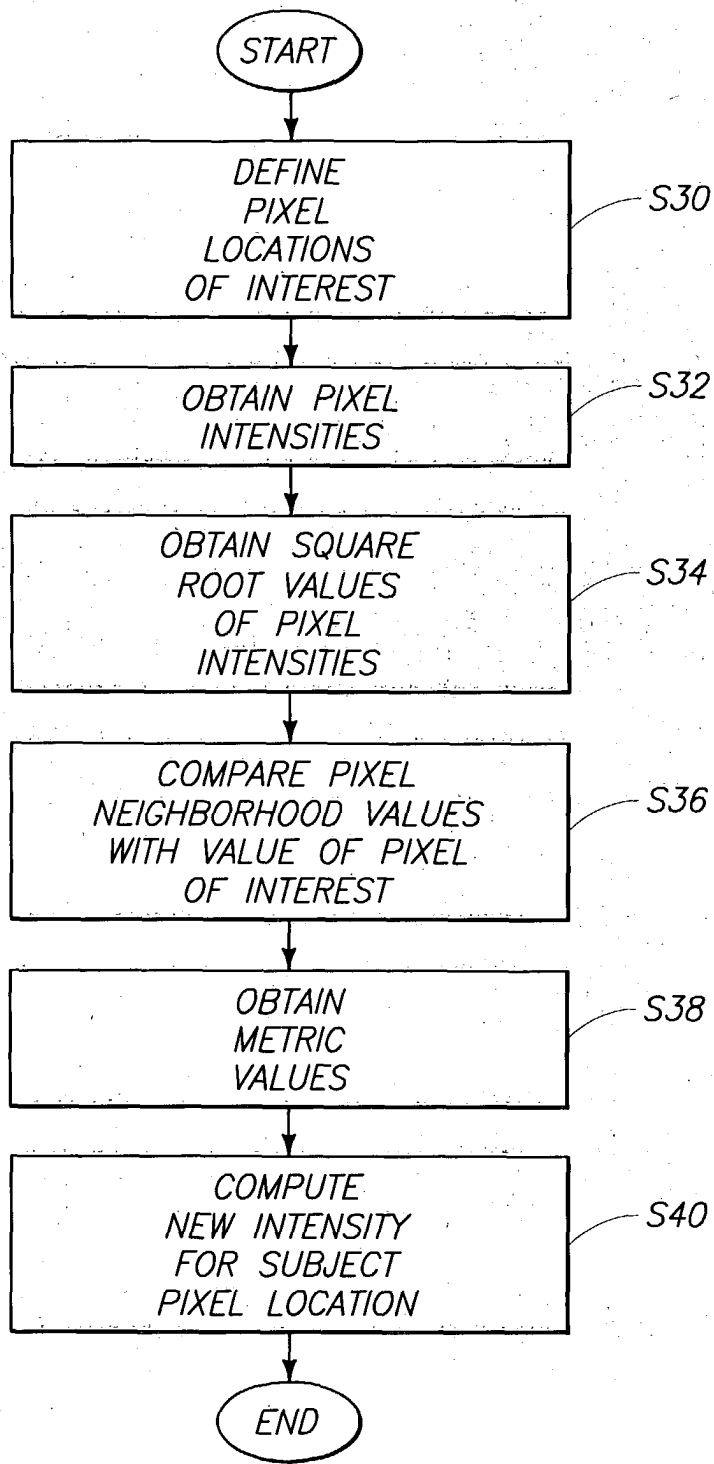 START
DEFINE
PIXEL
LOCATIONS
OF INTEREST
S30
OBTAIN PIXEL
INTENSITIES
S32
OBTAIN SQUARE
ROOT VALUES
OF PIXEL
INTENSITIES
S34
COMPARE PIXEL
NEIGHBORHOOD VALUES
WITH VALUE OF PIXEL
OF INTEREST
S36
OBTAIN
METRIC
VALUES
S38
COMPUTE
NEW INTENSITY
FOR SUBJECT
PIXEL LOCATION
S40
END